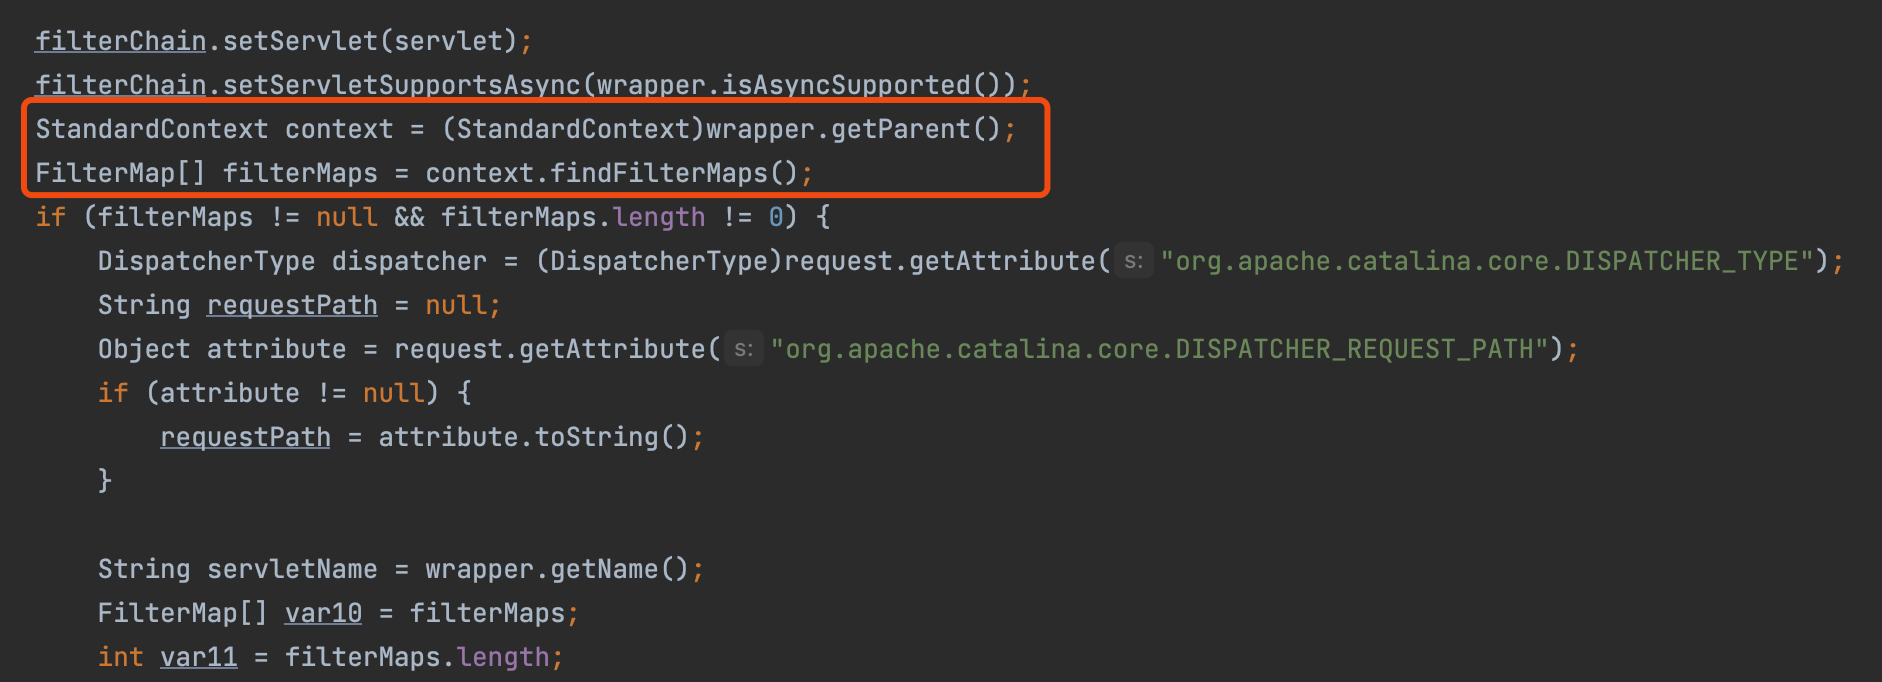 filterChain.setServlet(servlet);
filterChain.setServletSupportsAsync(wrapper.isAsyncSupported());
StandardContext context = (StandardContext)wrapper.getParent();
FilterMap[] filterMaps = context.findFilterMaps();
if (filterMaps != null && filterMaps.length != 0) {
    DispatcherType dispatcher = (DispatcherType)request.getAttribute( s: "org.apache.catalina.core.DISPATCHER_TYPE");
    String requestPath = null;
    Object attribute = request.getAttribute( s: "org.apache.catalina.core.DISPATCHER_REQUEST_PATH");
    if (attribute != null) {
        requestPath = attribute.toString();
    }
    String servletName = wrapper.getName();
    FilterMap[] var10 = filterMaps;
    int var11 = filterMaps.length;